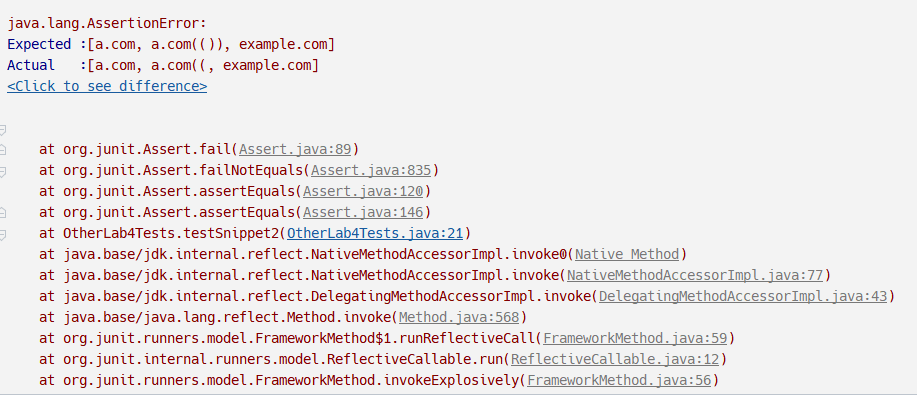 java.lang.AssertionError:
Expected :[a.com, a.com(()), example.com]
Actual   :[a.com, a.com((, example.com]
<Click to see difference>
at org.junit.Assert.fail(Assert.java:89)
at org.junit.Assert.failNotEquals(Assert.java:835)
at org.junit.Assert.assertEquals(Assert.java:120)
at org.junit.Assert.assertEquals(Assert.java:146)
at OtherLab4Tests.testSnippet2(OtherLab4Tests.java:21)
at java.base/jdk.internal.reflect.NativeMethodAccessorImpl.invoke0(Native Method)
at java.base/jdk.internal.reflect.NativeMethodAccessorImpl.invoke(NativeMethodAccessorImpl.java:77)
at java.base/jdk.internal.reflect.DelegatingMethodAccessorImpl.invoke(DelegatingMethodAccessorImpl.java:43)
at java.base/java.lang.reflect.Method.invoke(Method.java:568)
at org.junit.runners.model.FrameworkMethod$1.runReflectiveCall(FrameworkMethod.java:59)
at org.junit.internal.runners.model.ReflectiveCallable.run(ReflectiveCallable.java:12)
at org.junit.runners.model.FrameworkMethod.invokeExplosively(FrameworkMethod.java:56)